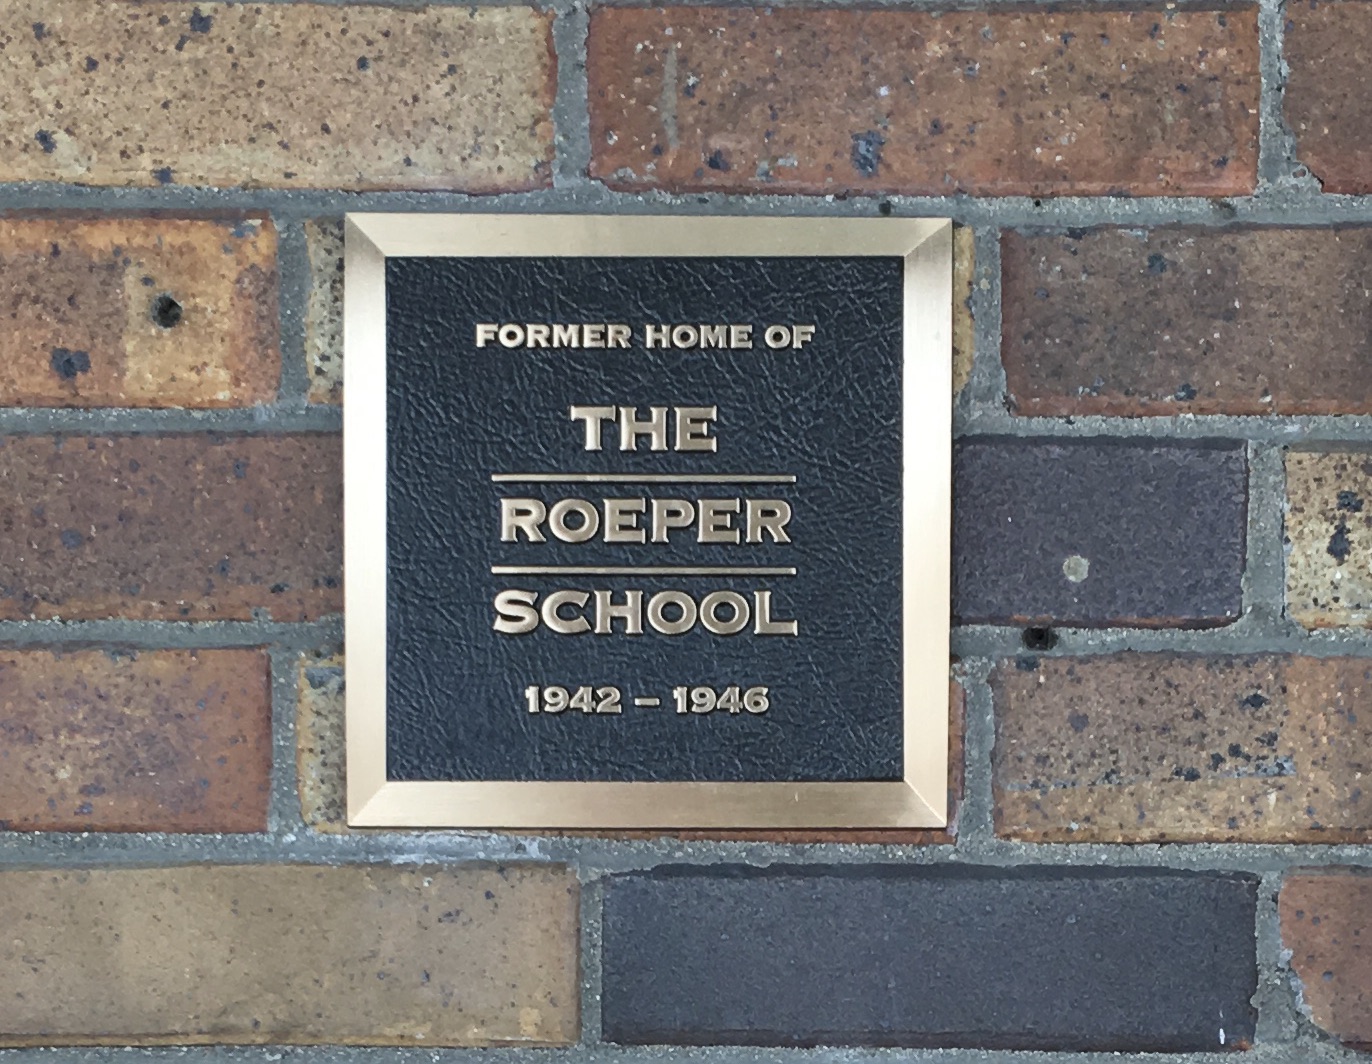 FORMER HOME OF
THE
ROEPER
SCHOOL
1942 – 1946